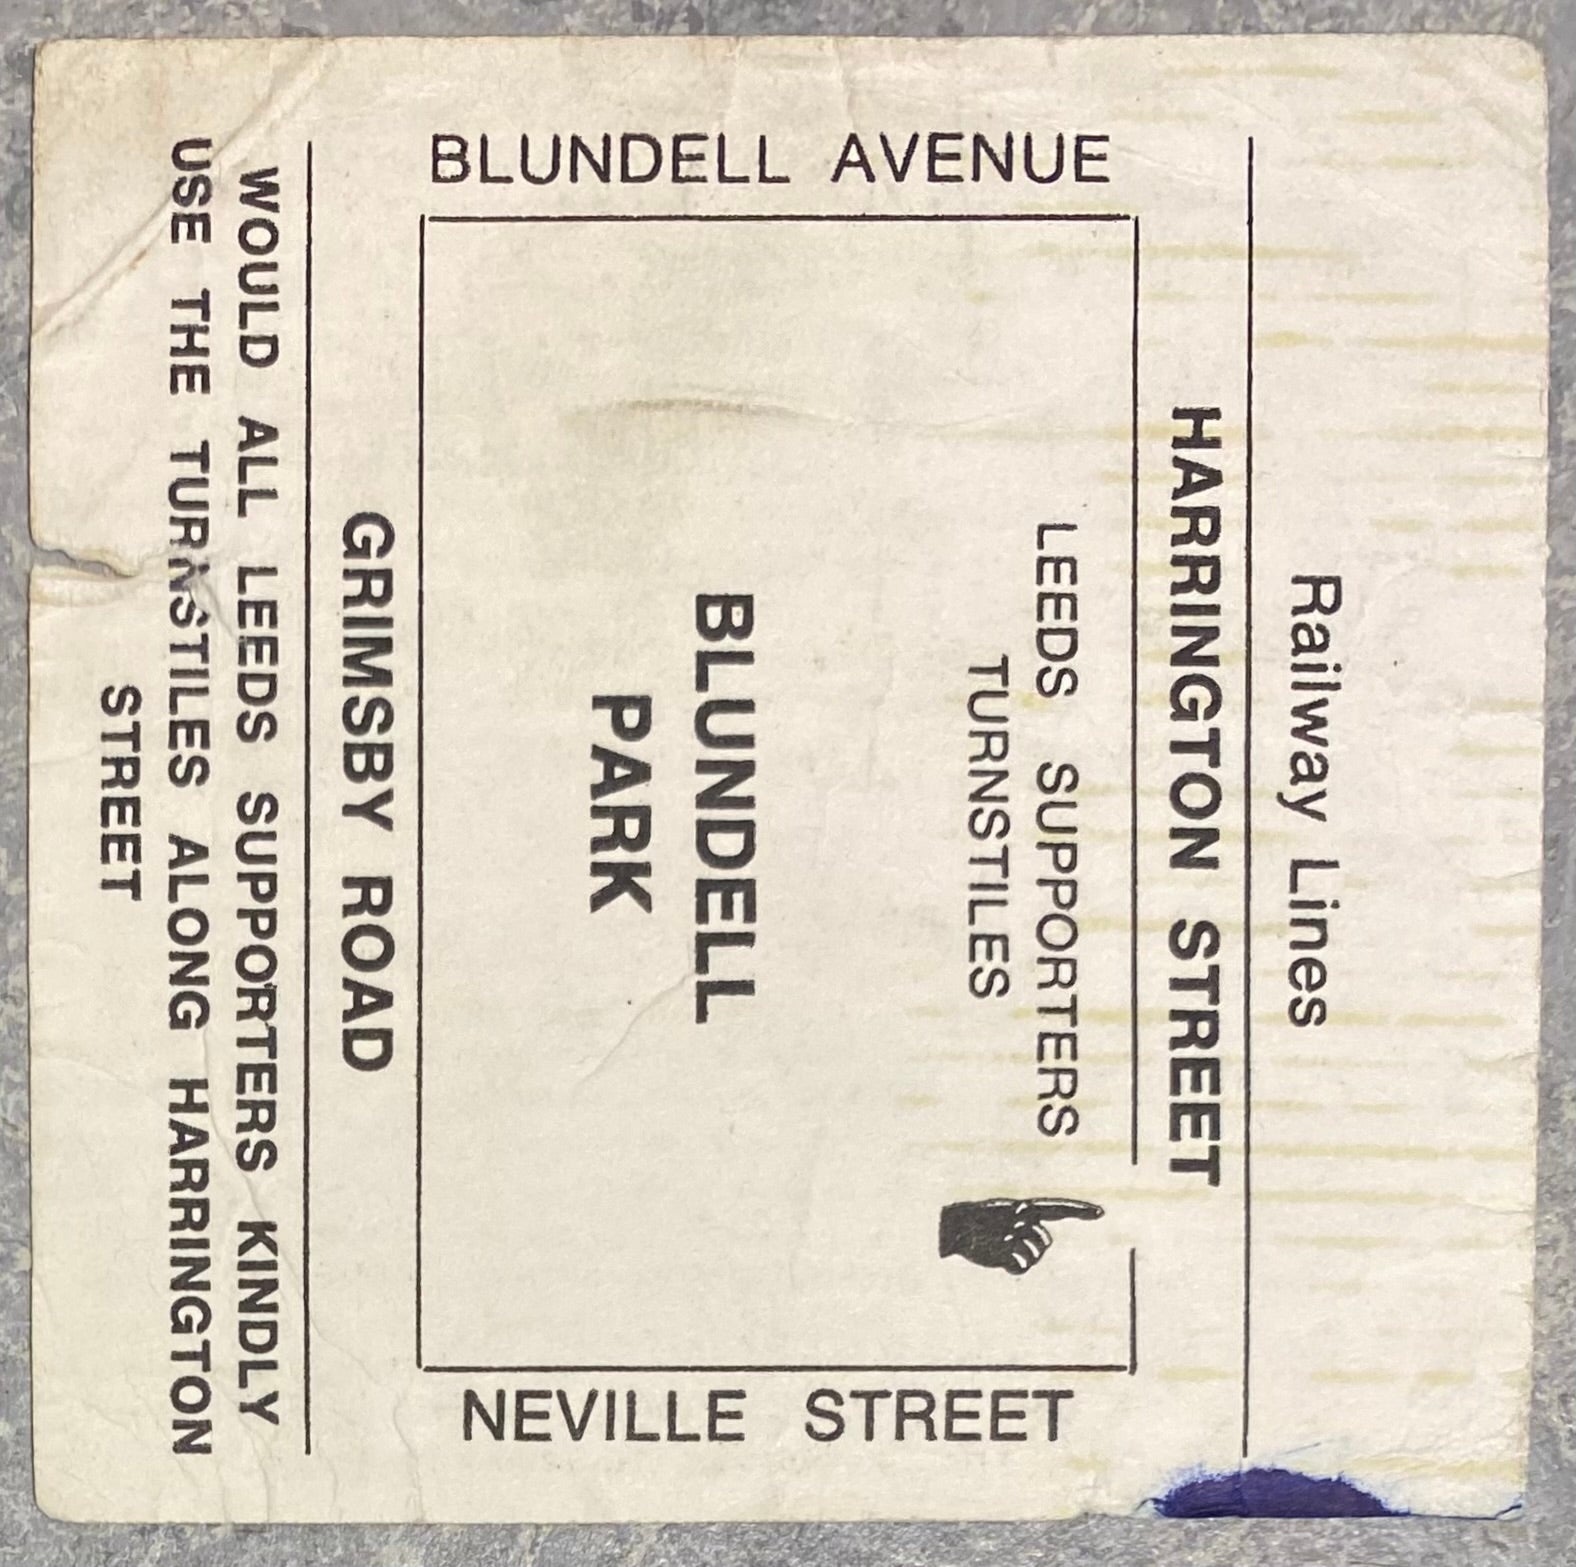 Railway Lines
HARRINGTON STREET
LEEDS SUPPORTERS
TURNSTILES
BLUNDELL AVENUE
BLUNDELL
PARK
NEVILLE STREET
GRIMSBY ROAD
WOULD ALL LEEDS SUPPORTERS KINDLY
USE THE TURNSTILES ALONG HARRINGTON
STREET